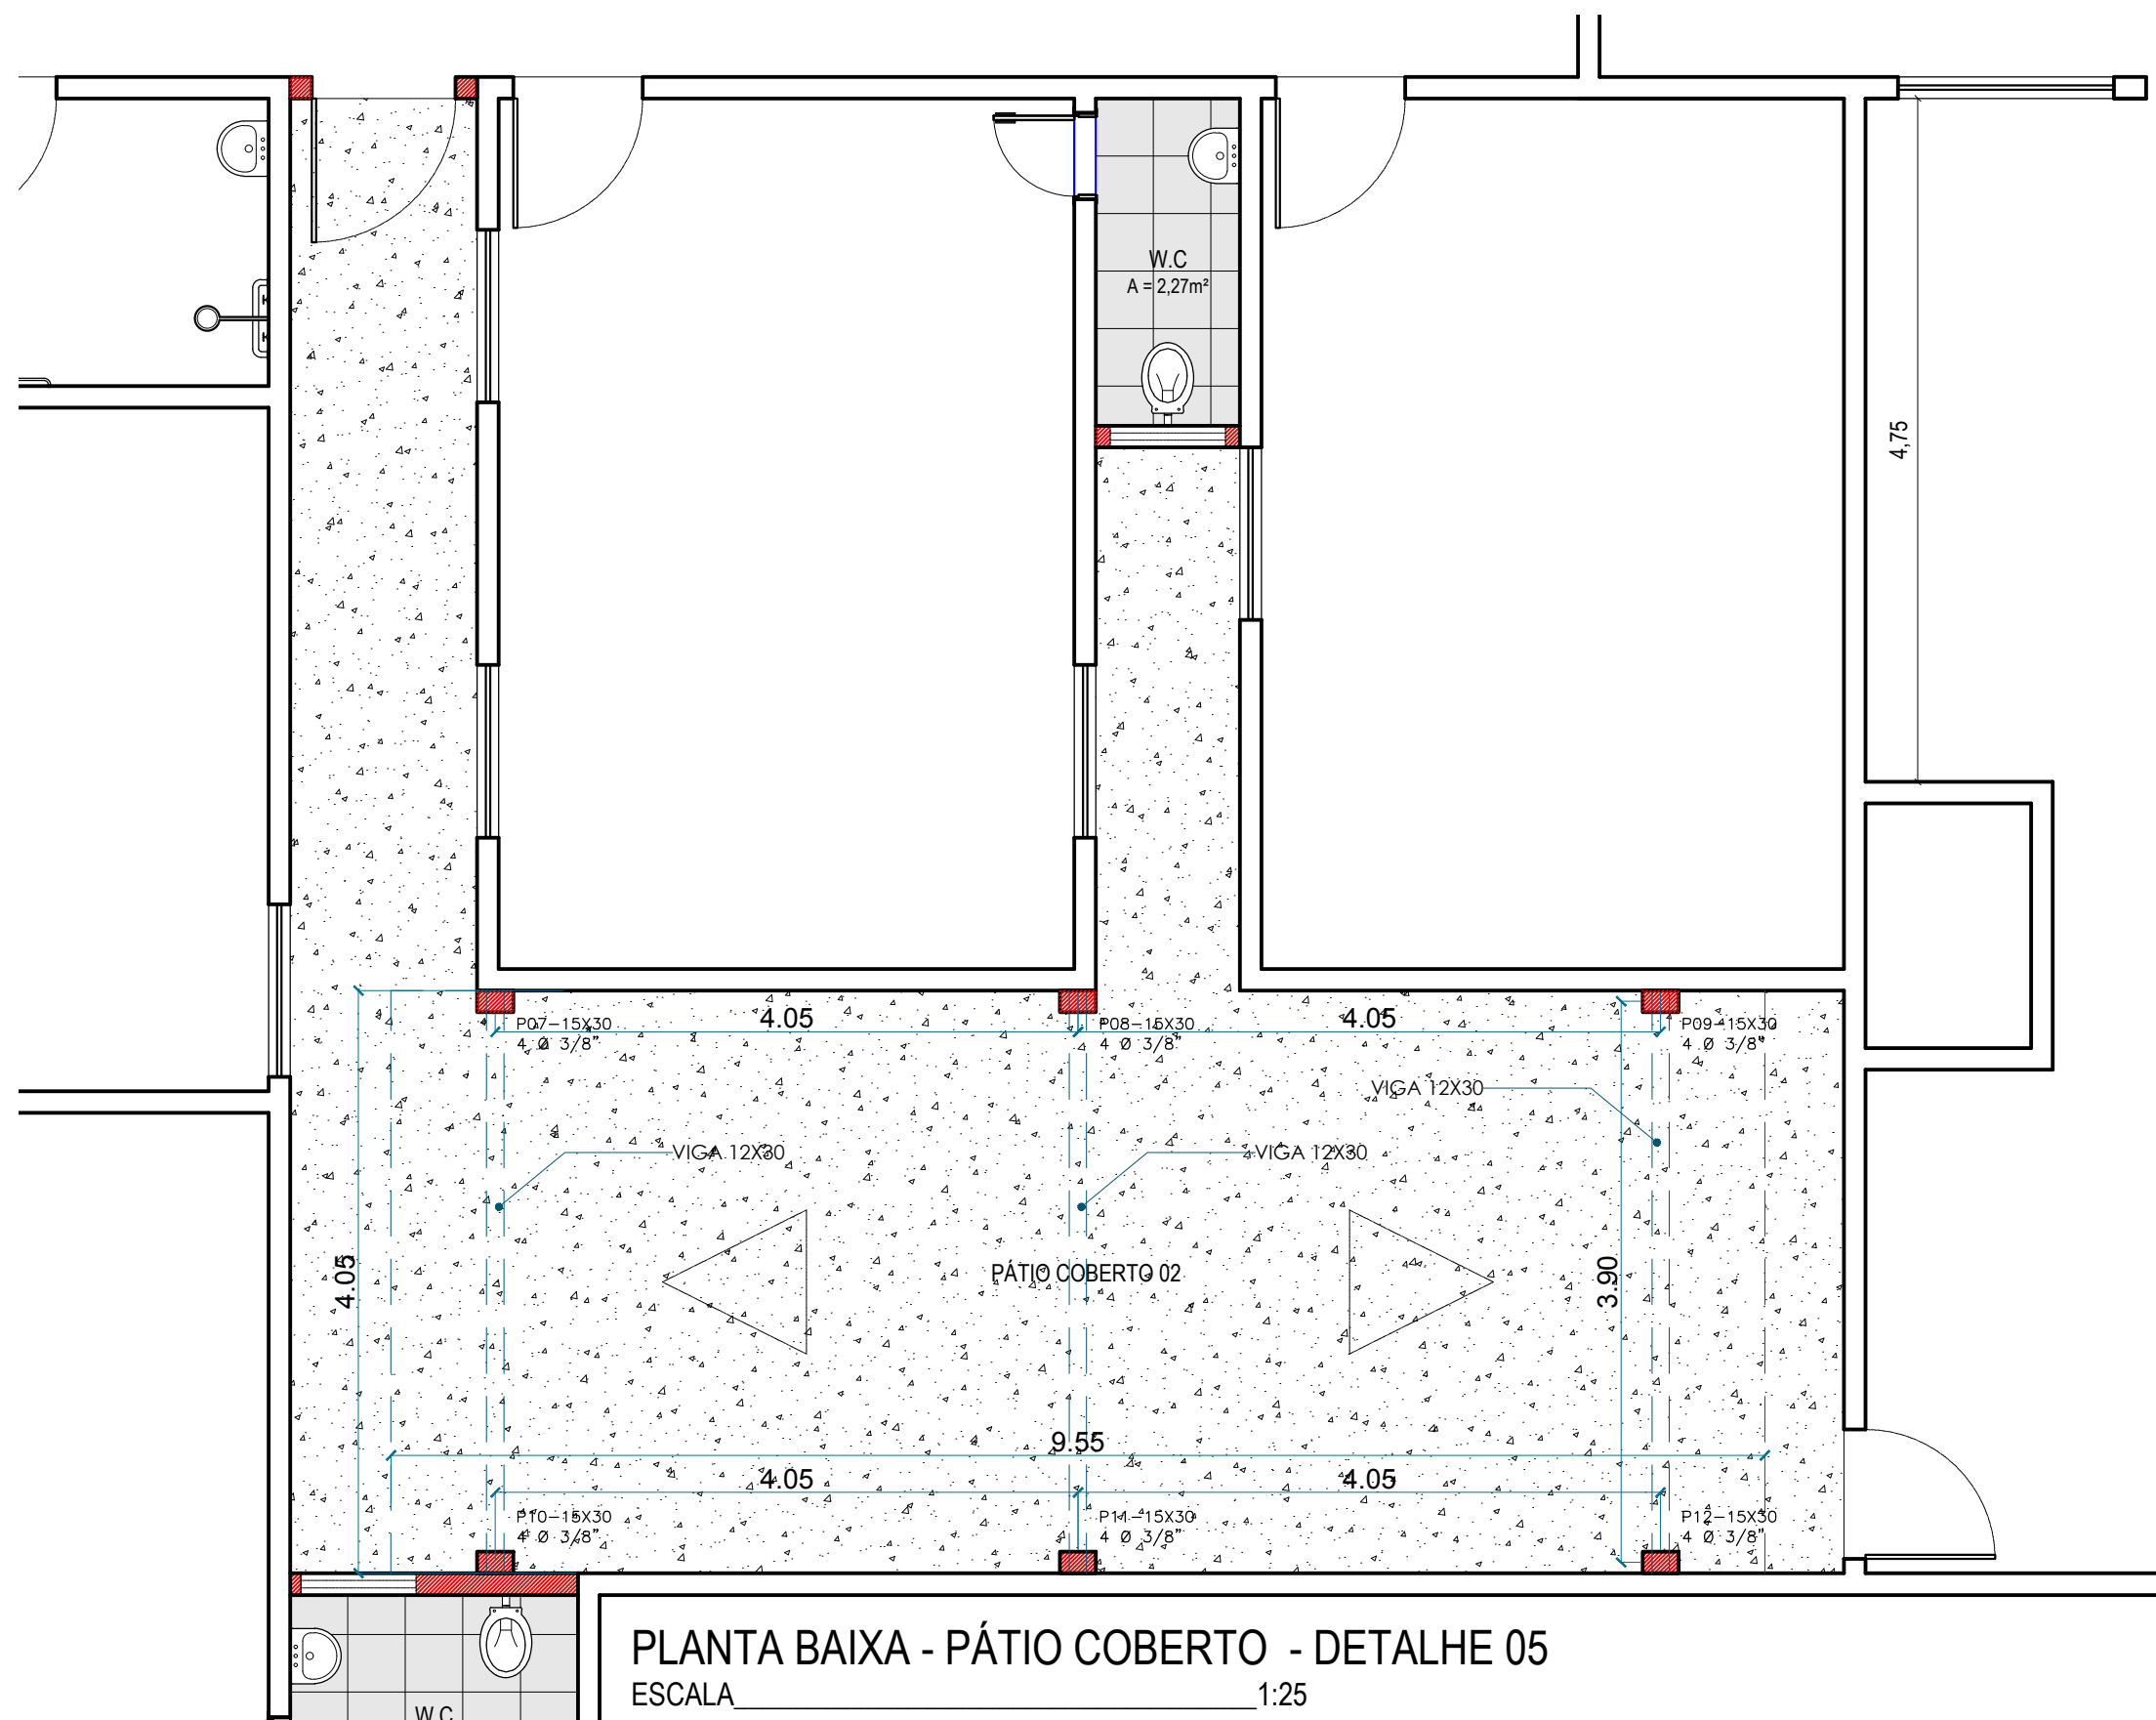 W.C
A = 2,27m²
4,75
4.05
4.05
P07-15X30
4 Ø 3/8"
P08-15X30
4 Ø 3/8"
P09-15X30
4 Ø 3/8"
VIGA 12X30
VIGA 12X30
VIGA 12X30
4.05
3.90
PÁTIO COBERTO 02
9.55
4.05
4.05
P10-15X30
4 Ø 3/8"
P11-15X30
4 Ø 3/8"
P12-15X30
4 Ø 3/8"
PLANTA BAIXA - PÁTIO COBERTO - DETALHE 05
ESCALA 1:25
W.C